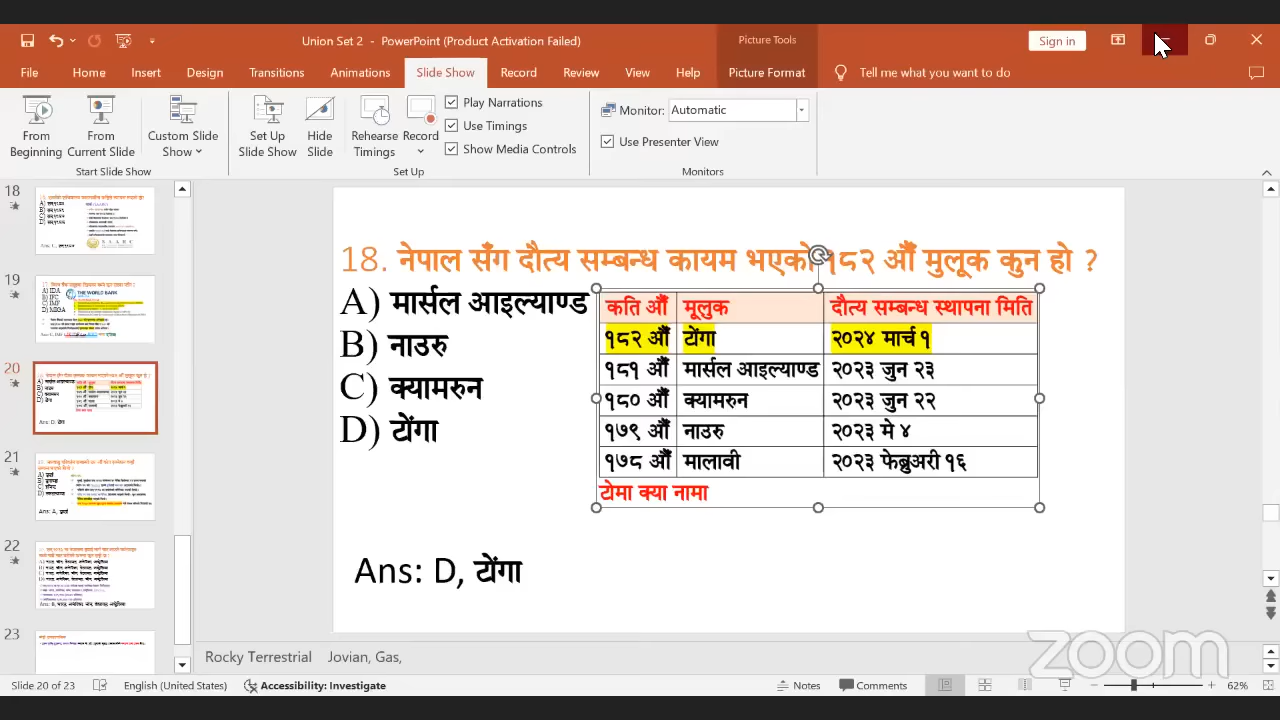 Union Set 2 - PowerPoint (Product Activation Failed)
Picture Tools
Sign in
File Home Insert Design Transitions Animations Slide Show Record Review View Help Picture Format Tell me what you want to do
From Beginning
From Current Slide
Custom Slide Show
Set Up Slide Show
Hide Slide
Rehearse Timings
Record
Play Narrations
Use Timings
Show Media Controls
Monitor: Automatic
Use Presenter View
Start Slide Show
Set Up
Monitors
18
19
20
21
22
23
18. नेपाल सँग दौत्य सम्बन्ध कायम भएको १८२ औँ मुलूक कुन हो ?
A) मार्सल आइल्याण्ड
B) नाउरु
C) क्यामरुन
D) टोंगा
कति औँ मूलुक दौत्य सम्बन्ध स्थापना मिति
१८२ औँ टोंगा २०२४ मार्च १
१८१ औँ मार्सल आइल्याण्ड २०२३ जुन २३
१८० औँ क्यामरुन २०२३ जुन २२
१७९ औँ नाउरु २०२३ मे ४
१७८ औँ मालावी २०२३ फेब्रुअरी १६
टोमा क्या नामा
Ans: D, टोंगा
zoom
Rocky Terrestrial Jovian, Gas,
Slide 20 of 23 English (United States) Accessibility: Investigate Notes Comments 62%